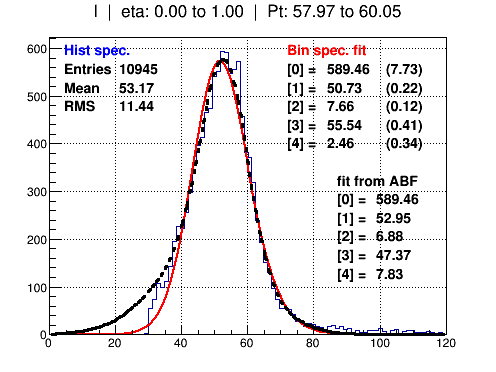 I | eta: 0.00 to 1.00 | Pt: 57.97 to 60.05
Hist spec.
Entries 10945
Mean 53.17
RMS 11.44
Bin spec. fit
[0] = 589.46 (7.73)
[1] = 50.73 (0.22)
[2] = 7.66 (0.12)
[3] = 55.54 (0.41)
[4] = 2.46 (0.34)
fit from ABF
[0] = 589.46
[1] = 52.95
[2] = 6.88
[3] = 47.37
[4] = 7.83
600
500
400
300
200
100
0
0 20 40 60 80 100 120